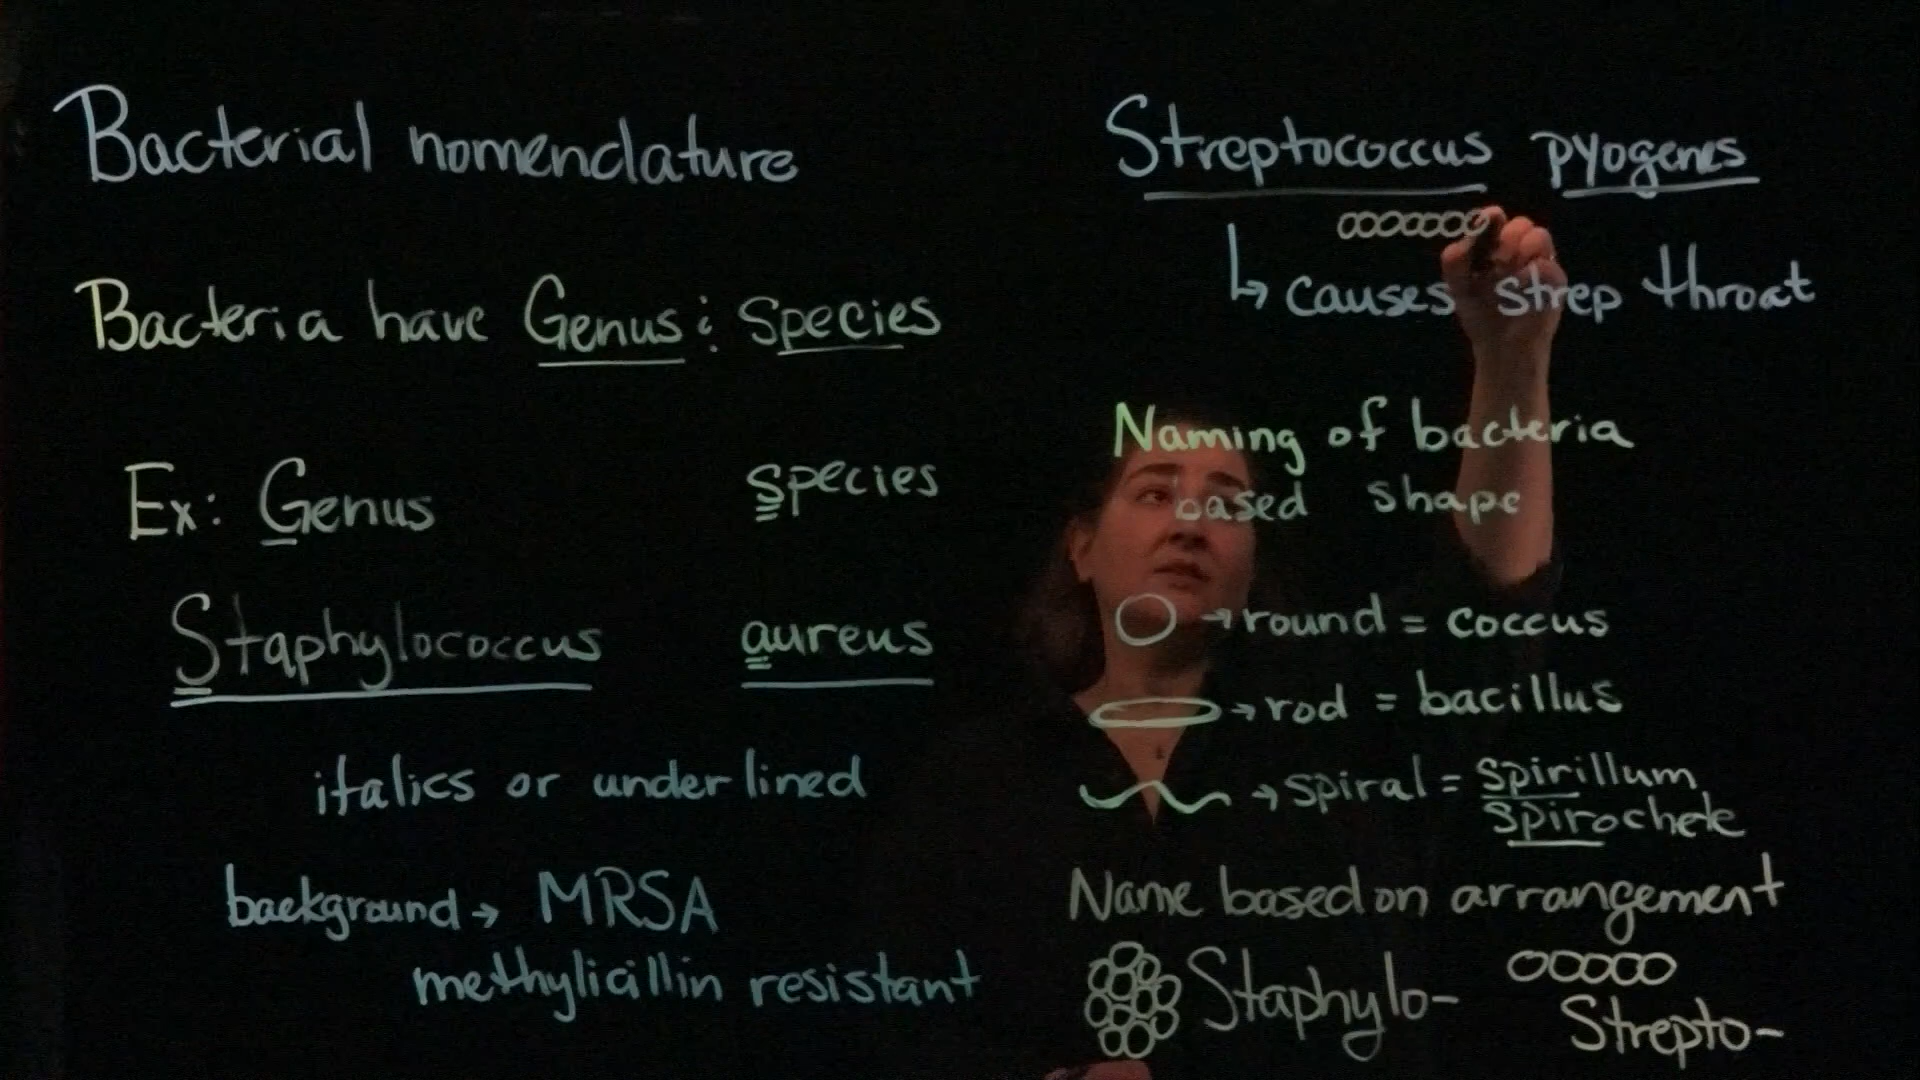 Bacterial nomenclature
Bacteria have Genus & species
Ex: Genus species
Staphylococcus aureus
italics or underlined
background → MRSA
methylicillin resistant
Streptococcus pyogenes
↳ causes strep throat
Naming of bacteria
based shape
→ round = coccus
→ rod = bacillus
→ spiral = spirillum
spirochete
Name based on arrangement
Staphylo-
Strepto-